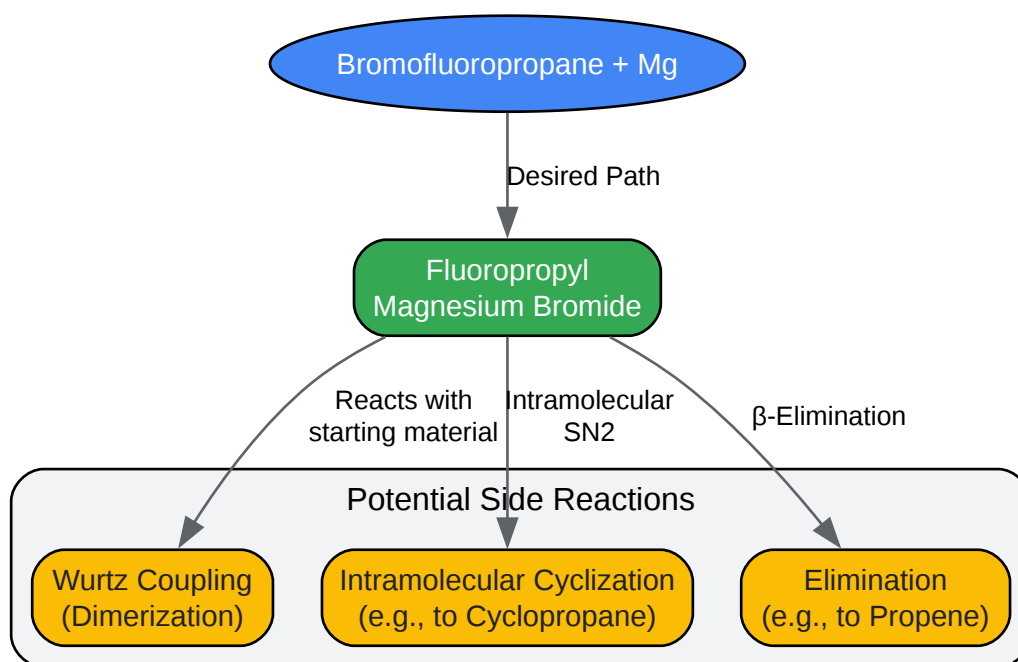 Bromofluoropropane + Mg
Desired Path
Fluoropropyl
Magnesium Bromide
Reacts with
starting material
Intramolecular
SN2
β-Elimination
Potential Side Reactions
Wurtz Coupling
(Dimerization)
Intramolecular Cyclization
(e.g., to Cyclopropane)
Elimination
(e.g., to Propene)